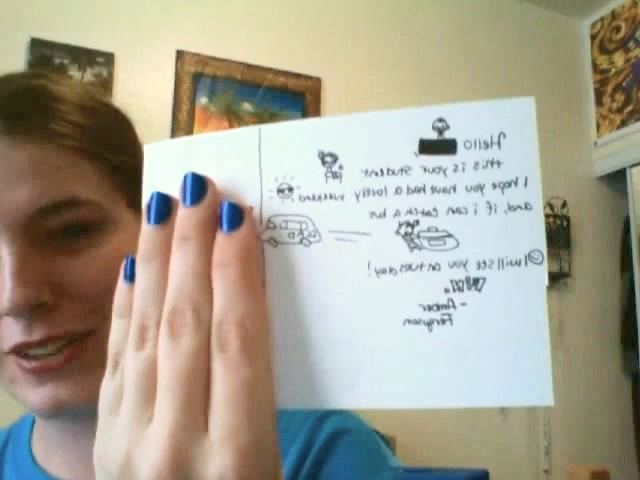 Hello
this is your student
I hope you have had a lovely weekend
and, if i can catch a bus
I will see you on tuesday!
- Amber
Ferguson